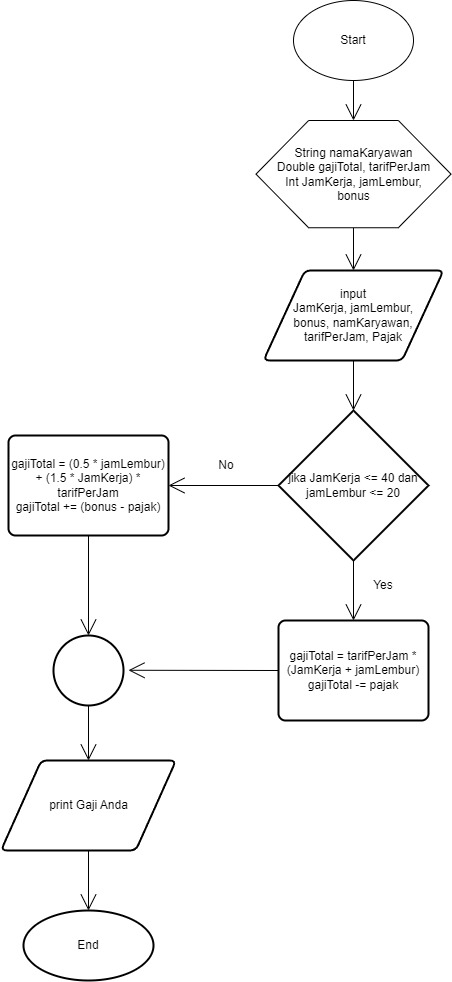 Start
String namaKaryawan
Double gajiTotal, tarifPerJam
Int JamKerja, jamLembur,
bonus
input
JamKerja, jamLembur,
bonus, namKaryawan,
tarifPerJam, Pajak
jika JamKerja <= 40 dan
jamLembur <= 20
No
gajiTotal = (0.5 * jamLembur)
+ (1.5 * JamKerja) *
tarifPerJam
gajiTotal += (bonus - pajak)
Yes
gajiTotal = tarifPerJam *
(JamKerja + jamLembur)
gajiTotal -= pajak
print Gaji Anda
End